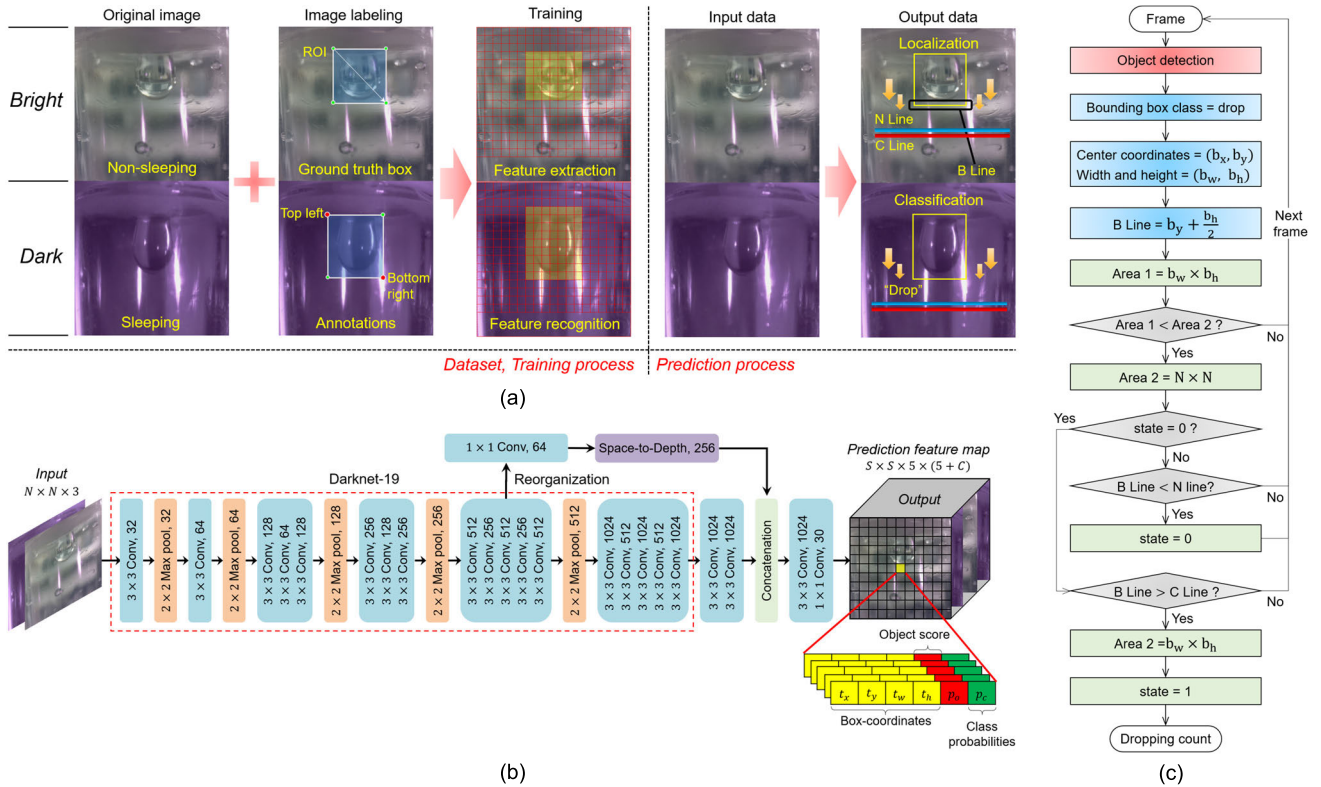 Original image
Image labeling
Training
Input data
Output data
Bright
Dark
Non-sleeping
ROI
Ground truth box
Feature extraction
Localization
N Line
C Line
B Line
Sleeping
Top left
Bottom
right
Annotations
Feature recognition
Classification
“Drop”
Dataset, Training process
Prediction process
(a)
Input
N × N × 3
Darknet-19
Reorganization
1 × 1 Conv, 64
Space-to-Depth, 256
3 × 3 Conv, 32
2 × 2 Max pool, 32
3 × 3 Conv, 64
2 × 2 Max pool, 64
3 × 3 Conv, 128
3 × 3 Conv, 64
3 × 3 Conv, 128
2 × 2 Max pool, 128
3 × 3 Conv, 256
3 × 3 Conv, 128
3 × 3 Conv, 256
2 × 2 Max pool, 256
3 × 3 Conv, 512
3 × 3 Conv, 256
3 × 3 Conv, 512
3 × 3 Conv, 256
3 × 3 Conv, 512
2 × 2 Max pool, 512
3 × 3 Conv, 1024
3 × 3 Conv, 512
3 × 3 Conv, 1024
3 × 3 Conv, 512
3 × 3 Conv, 1024
3 × 3 Conv, 1024
3 × 3 Conv, 1024
Concatenation
3 × 3 Conv, 1024
1 × 1 Conv, 30
Prediction feature map
S × S × 5 × (5 + C)
Output
Object score
t_x t_y t_w t_h p_o p_c
Box-coordinates
Class
probabilities
(b)
Frame
Object detection
Bounding box class = drop
Center coordinates = (b_x, b_y)
Width and height = (b_w, b_h)
B Line = b_y + b_h/2
Area 1 = b_w × b_h
Area 1 < Area 2 ?
No
Yes
Area 2 = N × N
Yes
state = 0 ?
No
B Line < N line?
No
Yes
state = 0
B Line > C Line ?
No
Yes
Area 2 =b_w × b_h
state = 1
Dropping count
Next
frame
(c)